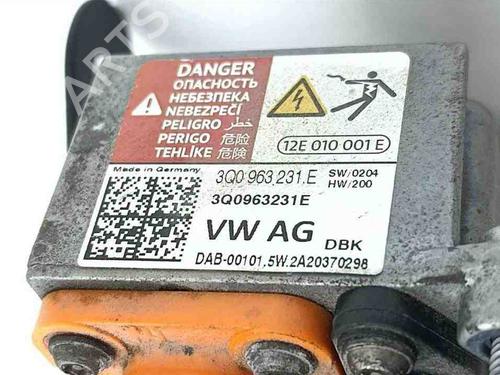 DANGER
ОПАСНОСТЬ
НЕБЕЗПЕКА
NEBEZPEČÍ
PELIGRO خطر
PERIGO 危险
TEHLİKE 危険
12E 010 001 E
Made in Germany
3Q0 963 231.E
SW/0204
HW/200
3Q0963231E
VW AG
DBK
DAB-00101.5W.2A20370298